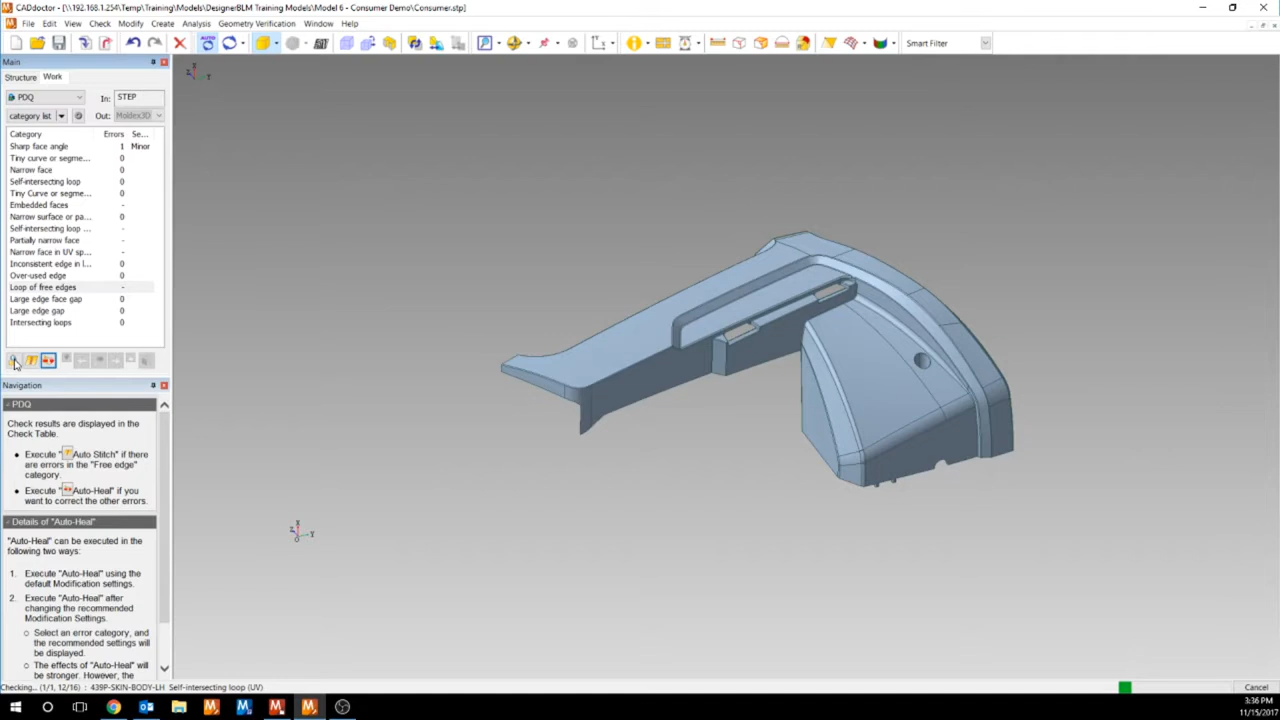 CADdoctor - [\\192.168.1.254\Temp\Training\Models\DesignerBLM Training Models\Model 6 - Consumer Demo\Consumer.stp]
File Edit View Check Modify Create Analysis Geometry Verification Window Help
Smart Filter
Main
Structure Work
PDQ In: STEP
category list Out: Moldex3D
Category Errors Se...
Sharp face angle 1 Minor
Tiny curve or segme... 0
Narrow face 0
Self-intersecting loop 0
Tiny Curve or segme... 0
Embedded faces -
Narrow surface or pa... 0
Self-intersecting loop ... -
Partially narrow face -
Narrow face in UV sp... -
Inconsistent edge in l... 0
Over-used edge 0
Loop of free edges -
Large edge face gap 0
Large edge gap 0
Intersecting loops 0
Navigation
PDQ
Check results are displayed in the
Check Table.
• Execute "Auto Stitch" if there
are errors in the "Free edge"
category.
• Execute "Auto-Heal" if you
want to correct the other errors.
Details of "Auto-Heal"
"Auto-Heal" can be executed in the
following two ways:
1. Execute "Auto-Heal" using the
default Modification settings.
2. Execute "Auto-Heal" after
changing the recommended
Modification Settings.
○ Select an error category, and
the recommended settings will
be displayed.
○ The effects of "Auto-Heal" will
be stronger. However, the
Checking... (1/1, 12/16) : 439P-SKIN-BODY-LH Self-intersecting loop (UV) Cancel
3:36 PM
11/15/2017